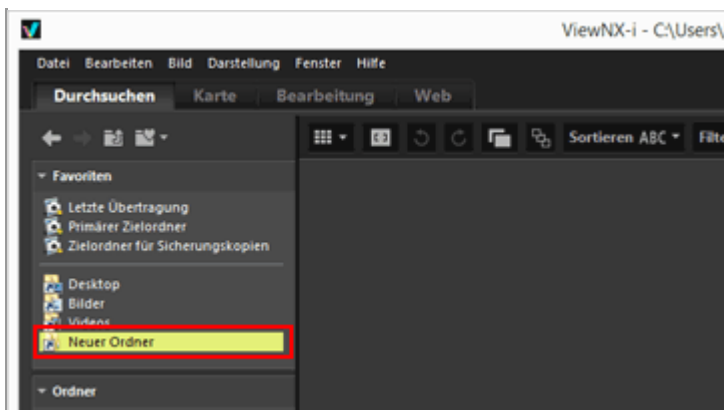 ViewNX-i - C:\Users\
Datei Bearbeiten Bild Darstellung Fenster Hilfe
Durchsuchen Karte Bearbeitung Web
Sortieren ABC
Favoriten
Letzte Übertragung
Primärer Zielordner
Zielordner für Sicherungskopien
Desktop
Bilder
Videos
Neuer Ordner
Ordner